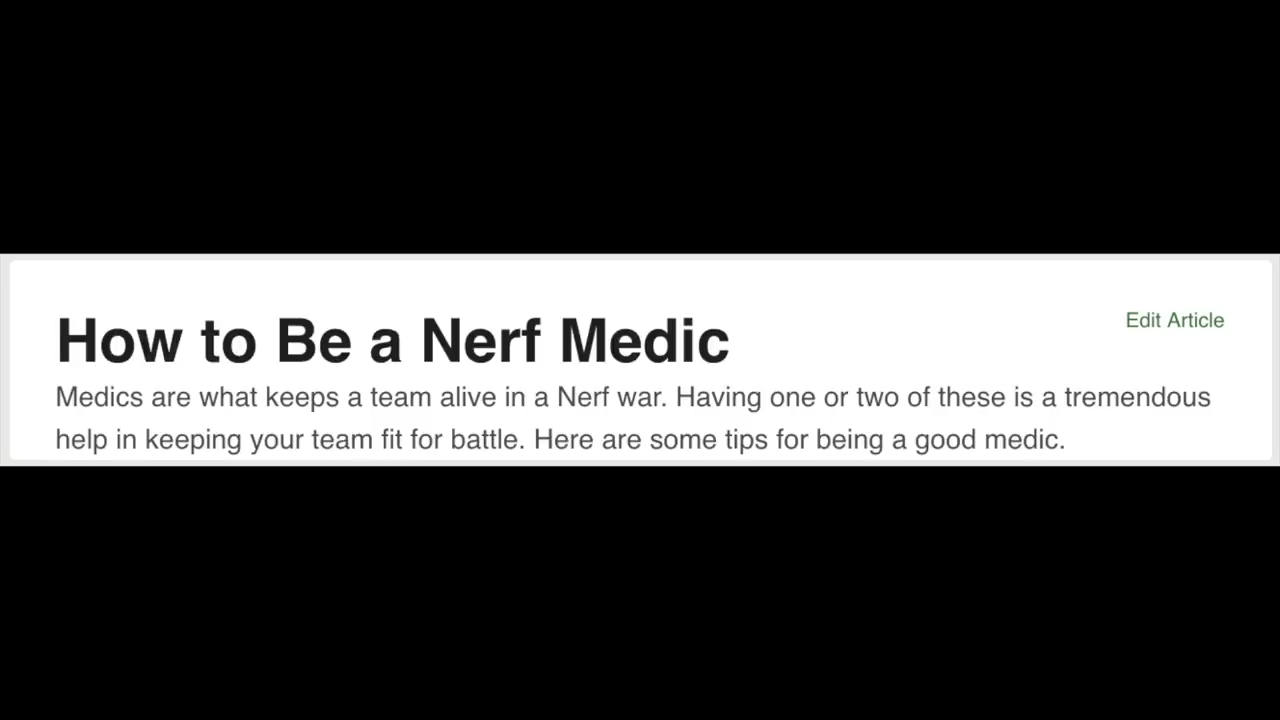 How to Be a Nerf Medic
Edit Article
Medics are what keeps a team alive in a Nerf war. Having one or two of these is a tremendous
help in keeping your team fit for battle. Here are some tips for being a good medic.